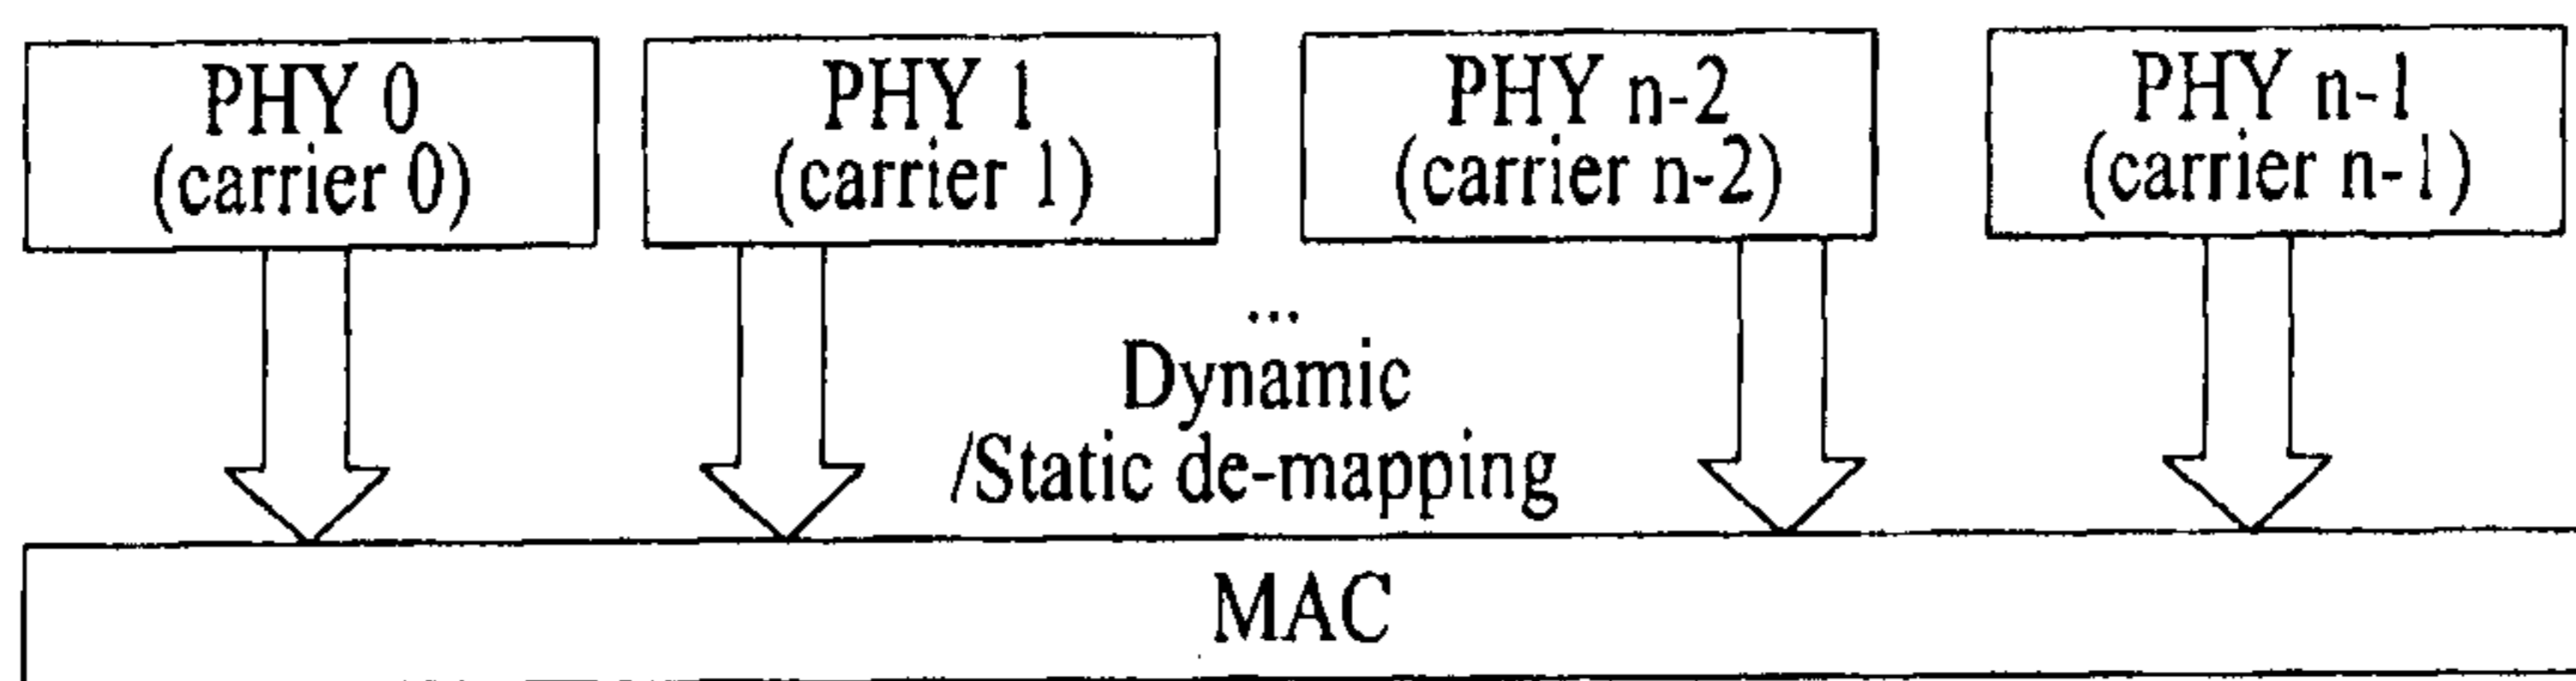 PHY 0
(carrier 0)
PHY 1
(carrier 1)
PHY n-2
(carrier n-2)
PHY n-1
(carrier n-1)
...
Dynamic
/Static de-mapping
MAC